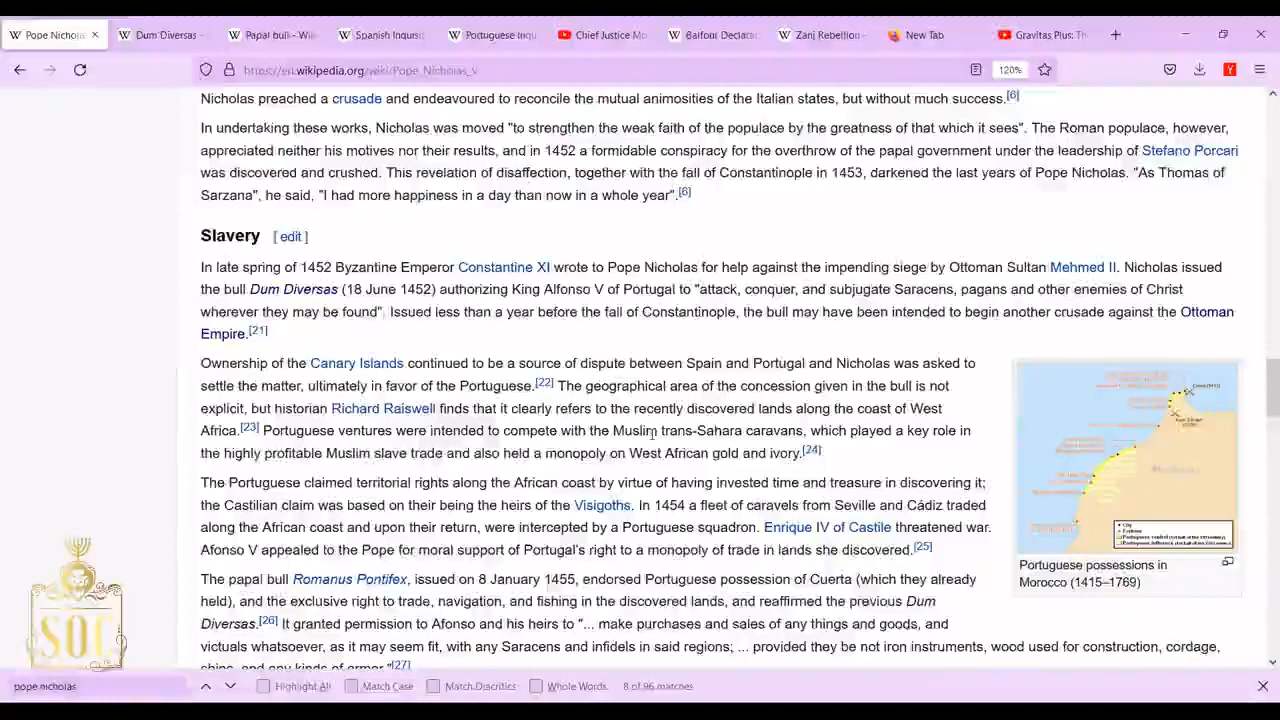 Pope Nichola
Dum Diversas -
Papal bull - Wik
Spanish Inquisi
Portuguese Inqu
Chief Justice Mo
Balfour Declara
Zanj Rebellion -
New Tab
Gravitas Plus: Th
https://en.wikipedia.org/wiki/Pope_Nicholas_V
120%
Nicholas preached a crusade and endeavoured to reconcile the mutual animosities of the Italian states, but without much success.[6]
In undertaking these works, Nicholas was moved "to strengthen the weak faith of the populace by the greatness of that which it sees". The Roman populace, however,
appreciated neither his motives nor their results, and in 1452 a formidable conspiracy for the overthrow of the papal government under the leadership of Stefano Porcari
was discovered and crushed. This revelation of disaffection, together with the fall of Constantinople in 1453, darkened the last years of Pope Nicholas. "As Thomas of
Sarzana", he said, "I had more happiness in a day than now in a whole year".[6]
Slavery [ edit ]
In late spring of 1452 Byzantine Emperor Constantine XI wrote to Pope Nicholas for help against the impending siege by Ottoman Sultan Mehmed II. Nicholas issued
the bull Dum Diversas (18 June 1452) authorizing King Alfonso V of Portugal to "attack, conquer, and subjugate Saracens, pagans and other enemies of Christ
wherever they may be found". Issued less than a year before the fall of Constantinople, the bull may have been intended to begin another crusade against the Ottoman
Empire.[21]
Ownership of the Canary Islands continued to be a source of dispute between Spain and Portugal and Nicholas was asked to
settle the matter, ultimately in favor of the Portuguese.[22] The geographical area of the concession given in the bull is not
explicit, but historian Richard Raiswell finds that it clearly refers to the recently discovered lands along the coast of West
Africa.[23] Portuguese ventures were intended to compete with the Muslim trans-Sahara caravans, which played a key role in
the highly profitable Muslim slave trade and also held a monopoly on West African gold and ivory.[24]
The Portuguese claimed territorial rights along the African coast by virtue of having invested time and treasure in discovering it;
the Castilian claim was based on their being the heirs of the Visigoths. In 1454 a fleet of caravels from Seville and Cádiz traded
along the African coast and upon their return, were intercepted by a Portuguese squadron. Enrique IV of Castile threatened war.
Afonso V appealed to the Pope for moral support of Portugal's right to a monopoly of trade in lands she discovered.[25]
The papal bull Romanus Pontifex, issued on 8 January 1455, endorsed Portuguese possession of Cuerta (which they already
held), and the exclusive right to trade, navigation, and fishing in the discovered lands, and reaffirmed the previous Dum
Diversas.[26] It granted permission to Afonso and his heirs to "... make purchases and sales of any things and goods, and
victuals whatsoever, as it may seem fit, with any Saracens and infidels in said regions; ... provided they be not iron instruments, wood used for construction, cordage,
ships, and any kinds of armor."[27]
Portuguese possessions in
Morocco (1415–1769)
SOF
pope nicholas
Highlight All
Match Case
Match Diacritics
Whole Words
8 of 96 matches